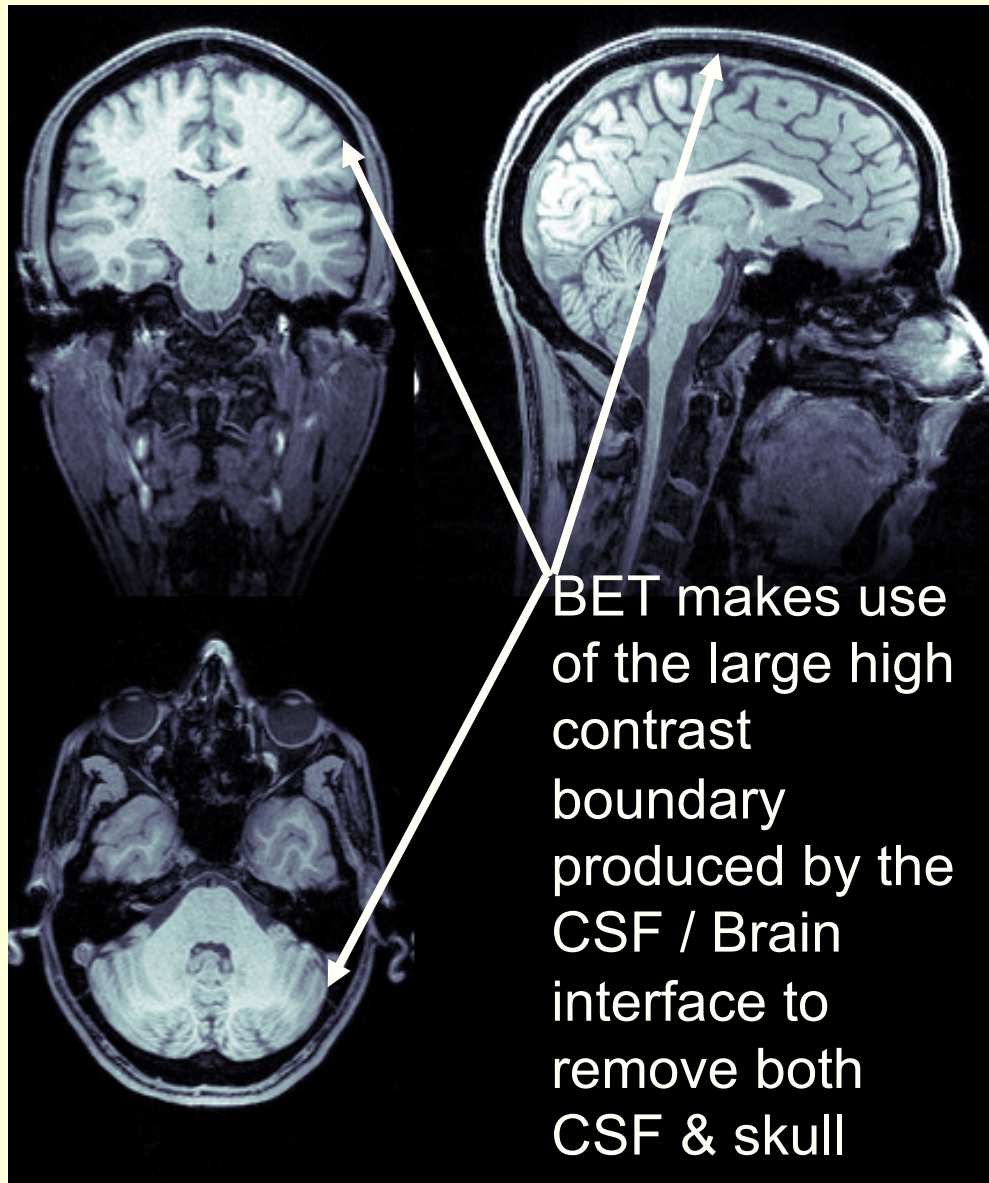 BET makes use
of the large high
contrast
boundary
produced by the
CSF / Brain
interface to
remove both
CSF & skull